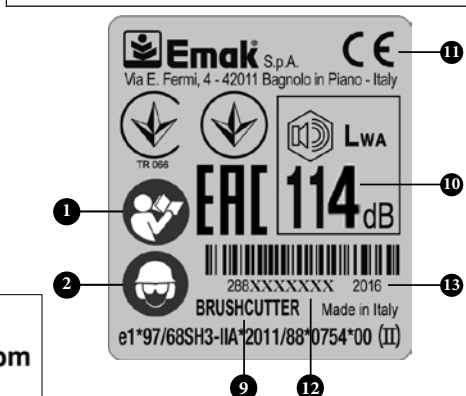 Emak S.p.A. CE
Via E. Fermi, 4 - 42011 Bagnolo in Piano - Italy
TR 066
LWA
EAC 114 dB
288XXXXXXX 2016
BRUSHCUTTER Made in Italy
e1*97/68SH3-IIA*2011/88*0754*00 (II)
11
10
1
2
13
9
12
om